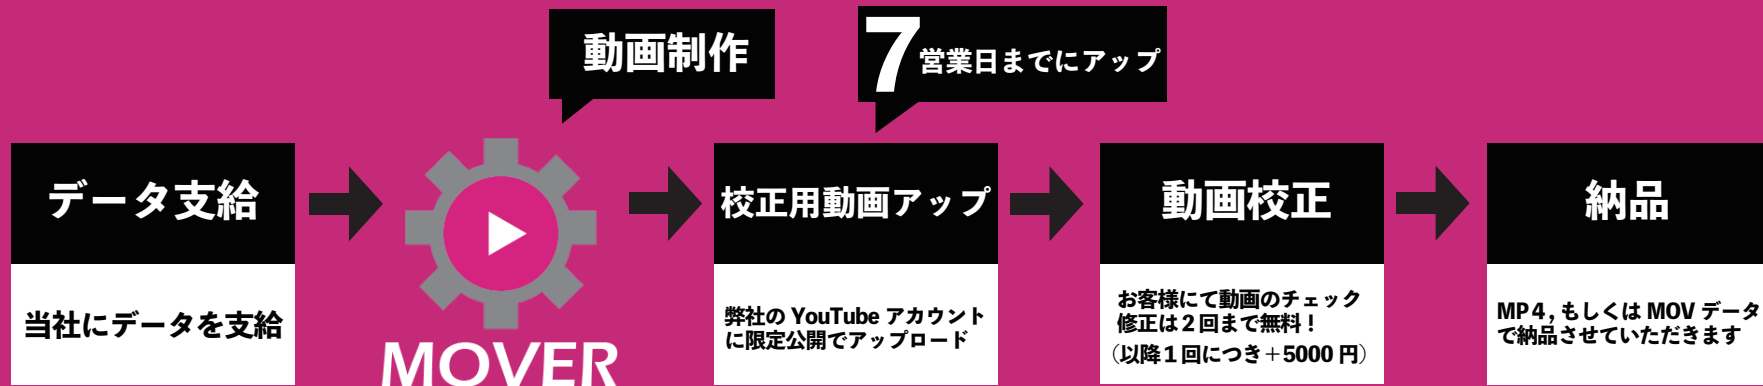 動画制作
7営業日までにアップ
データ支給
当社にデータを支給
MOVER
校正用動画アップ
弊社の YouTube アカウント
に限定公開でアップロード
動画校正
お客様にて動画のチェック
修正は2回まで無料！
（以降1回につき＋5000 円）
納品
MP4, もしくは MOV データ
で納品させていただきます